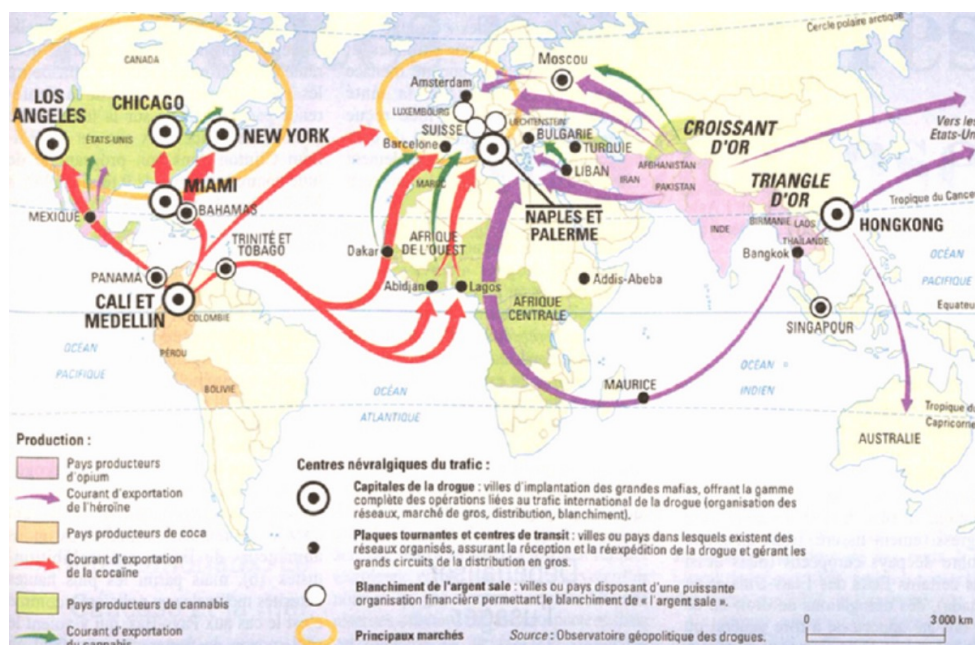 Cercle polaire arctique
CANADA
Moscou
Amsterdam
LOS
ANGELES
CHICAGO
LUXEMBOURG
LIECHTENSTEIN
CROISSANT
D'OR
Vers les
États-Unis
ÉTATS-UNIS
NEW YORK
SUISSE
BULGARIE
Barcelone
TURQUIE
AFGHANISTAN
LIBAN
IRAN
PAKISTAN
MIAMI
MAROC
TRIANGLE
D'OR
Tropique du Cancer
BAHAMAS
NAPLES ET
PALERME
MEXIQUE
BIRMANIE
LAOS
HONGKONG
TRINITÉ ET
TOBAGO
Dakar
AFRIQUE
DE L'OUEST
INDE
THAÏLANDE
Bangkok
OCÉAN
PACIFIQUE
PANAMA
Abidjan
Lagos
Addis-Abeba
CALI ET
MEDELLIN
COLOMBIE
AFRIQUE
CENTRALE
Equateur
SINGAPOUR
OCÉAN
PACIFIQUE
PÉROU
BOLIVIE
OCÉAN
ATLANTIQUE
MAURICE
OCÉAN
INDIEN
Tropique du
Capricorne
AUSTRALIE
Production :
Pays producteurs
d'opium
Courant d'exportation
de l'héroïne
Pays producteurs de coca
Courant d'exportation
de la cocaïne
Pays producteurs de cannabis
Courant d'exportation
du cannabis
Centres névralgiques du trafic :
Capitales de la drogue : villes d'implantation des grandes mafias, offrant la gamme
complète des opérations liées au trafic international de la drogue (organisation des
réseaux, marché de gros, distribution, blanchiment).
Plaques tournantes et centres de transit : villes ou pays dans lesquels existent des
réseaux organisés, assurant la réception et la réexpédition de la drogue et gérant les
grands circuits de la distribution en gros.
Blanchiment de l'argent sale : villes ou pays disposant d'une puissante
organisation financière permettant le blanchiment de « l'argent sale ».
Principaux marchés
Source : Observatoire géopolitique des drogues.
0 3 000 km